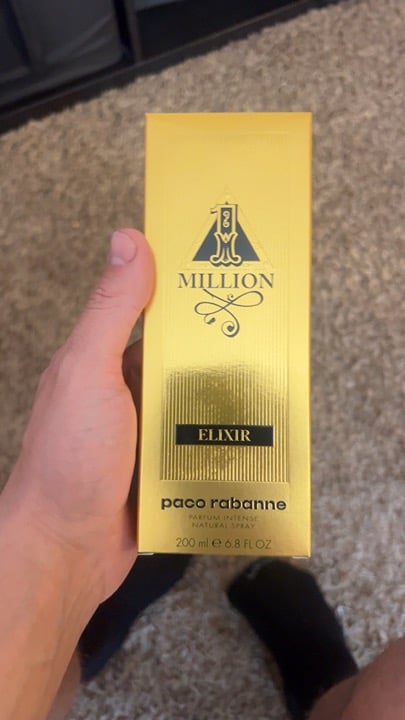 1
MILLION
ELIXIR
paco rabanne
PARFUM INTENSE
NATURAL SPRAY
200 ml ℮ 6.8 FL OZ